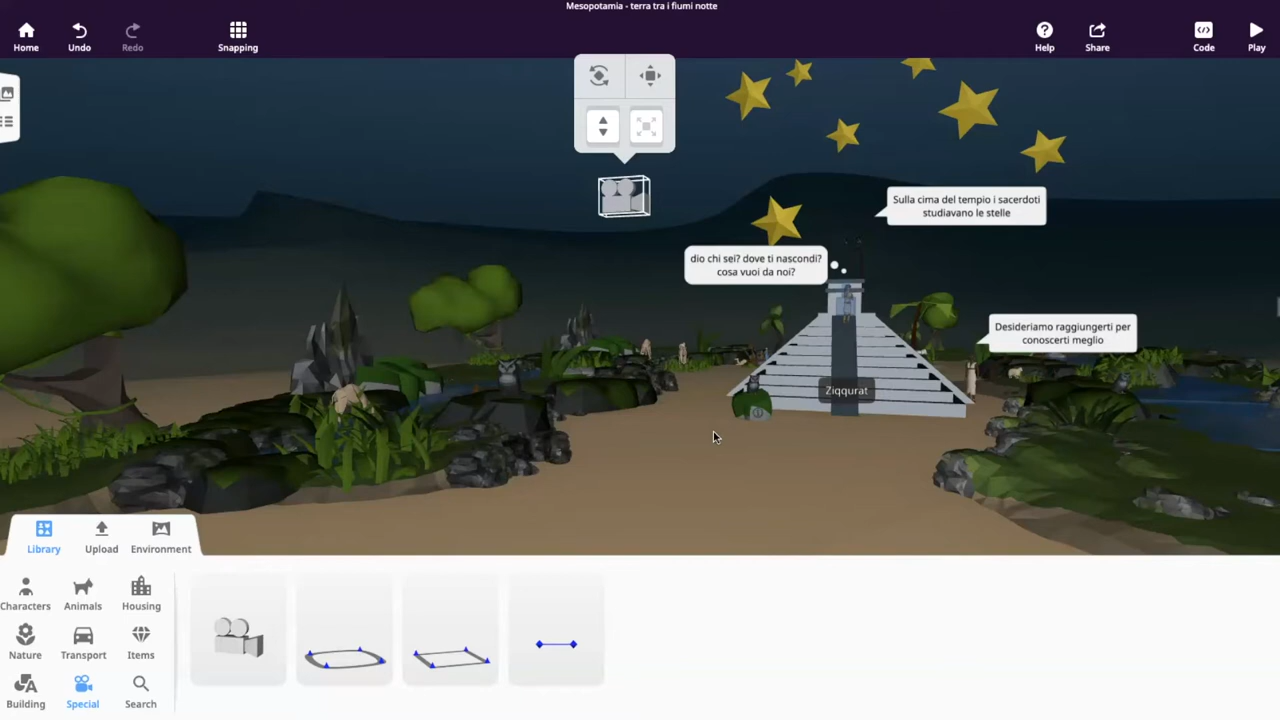 Mesopotamia - terra tra i fiumi notte
Home
Undo
Redo
Snapping
Help
Share
Code
Play
Sulla cima del tempio i sacerdoti
studiavano le stelle
dio chi sei? dove ti nascondi?
cosa vuoi da noi?
Desideriamo raggiungerti per
conoscerti meglio
Ziqqurat
Library
Upload
Environment
Characters
Animals
Housing
Nature
Transport
Items
Building
Special
Search